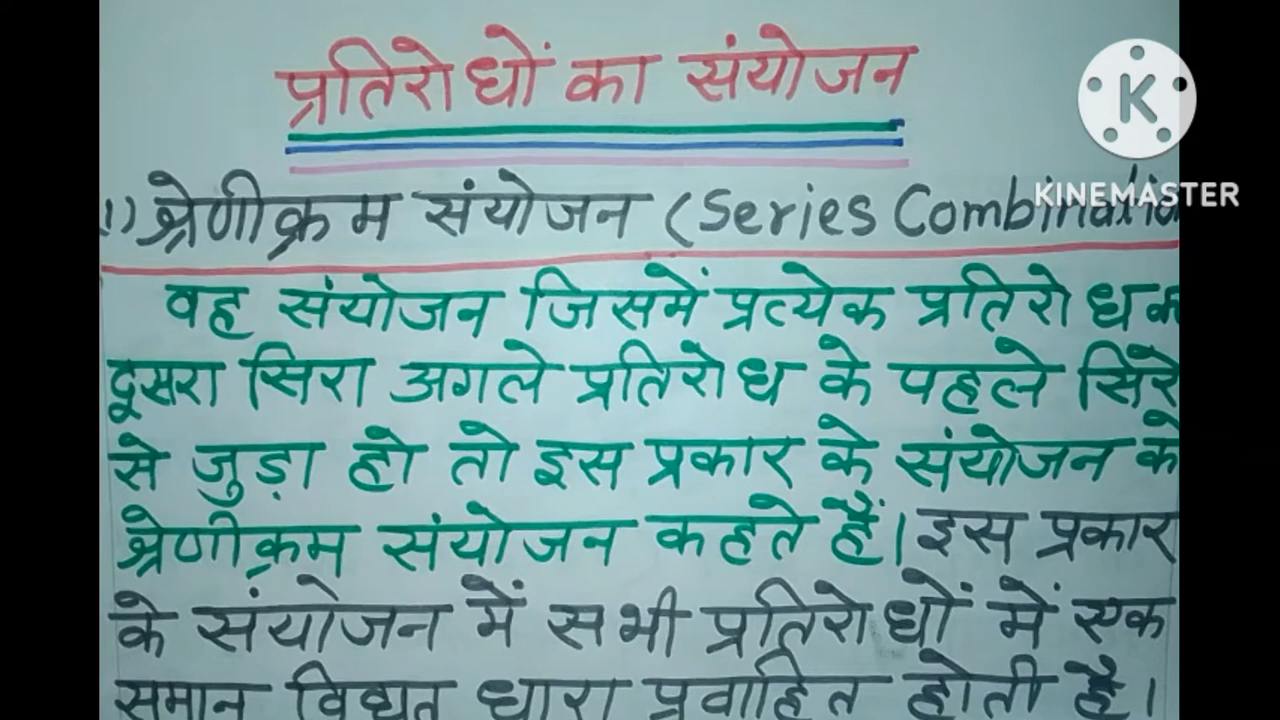 प्रतिरोधों का संयोजन
K
KINEMASTER
1) श्रेणीक्रम संयोजन (Series Combinatio
वह संयोजन जिसमें प्रत्येक प्रतिरोध क
दूसरा सिरा अगले प्रतिरोध के पहले सिरे
से जुड़ा हो तो इस प्रकार के संयोजन को
श्रेणीक्रम संयोजन कहते हैं। इस प्रकार
के संयोजन में सभी प्रतिरोधों में एक
समान विद्युत धारा प्रवाहित होती है।